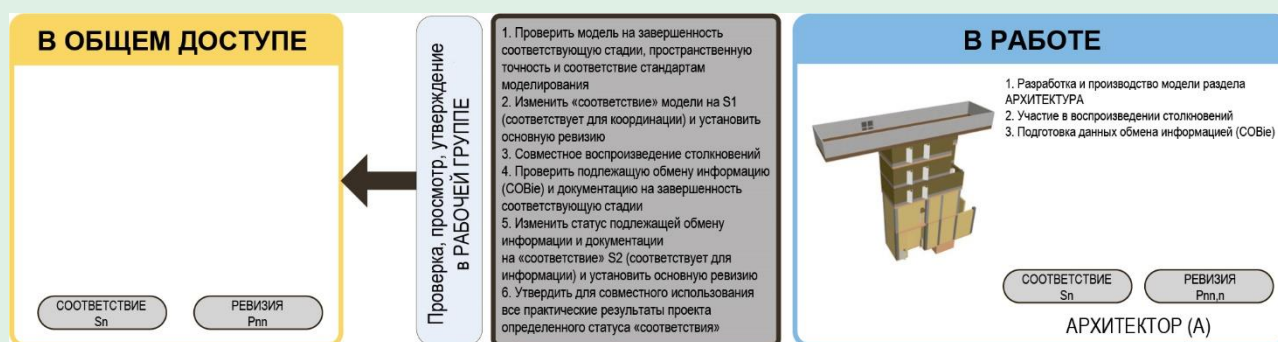 В ОБЩЕМ ДОСТУПЕ
СООТВЕТСТВИЕ
Sn
РЕВИЗИЯ
Pnn
Проверка, просмотр, утверждение
в РАБОЧЕЙ ГРУППЕ
1. Проверить модель на завершенность
соответствующую стадии, пространственную
точность и соответствие стандартам
моделирования
2. Изменить «соответствие» модели на S1
(соответствует для координации) и установить
основную ревизию
3. Совместное воспроизведение столкновений
4. Проверить подлежащую обмену информацию
(COBie) и документацию на завершенность
соответствующую стадии
5. Изменить статус подлежащей обмену
информации и документации
на «соответствие» S2 (соответствует для
информации) и установить основную ревизию
6. Утвердить для совместного использования
все практические результаты проекта
определенного статуса «соответствия»
В РАБОТЕ
1. Разработка и производство модели раздела
АРХИТЕКТУРА
2. Участие в воспроизведении столкновений
3. Подготовка данных обмена информацией (COBie)
СООТВЕТСТВИЕ
Sn
РЕВИЗИЯ
Pnn,n
АРХИТЕКТОР (А)